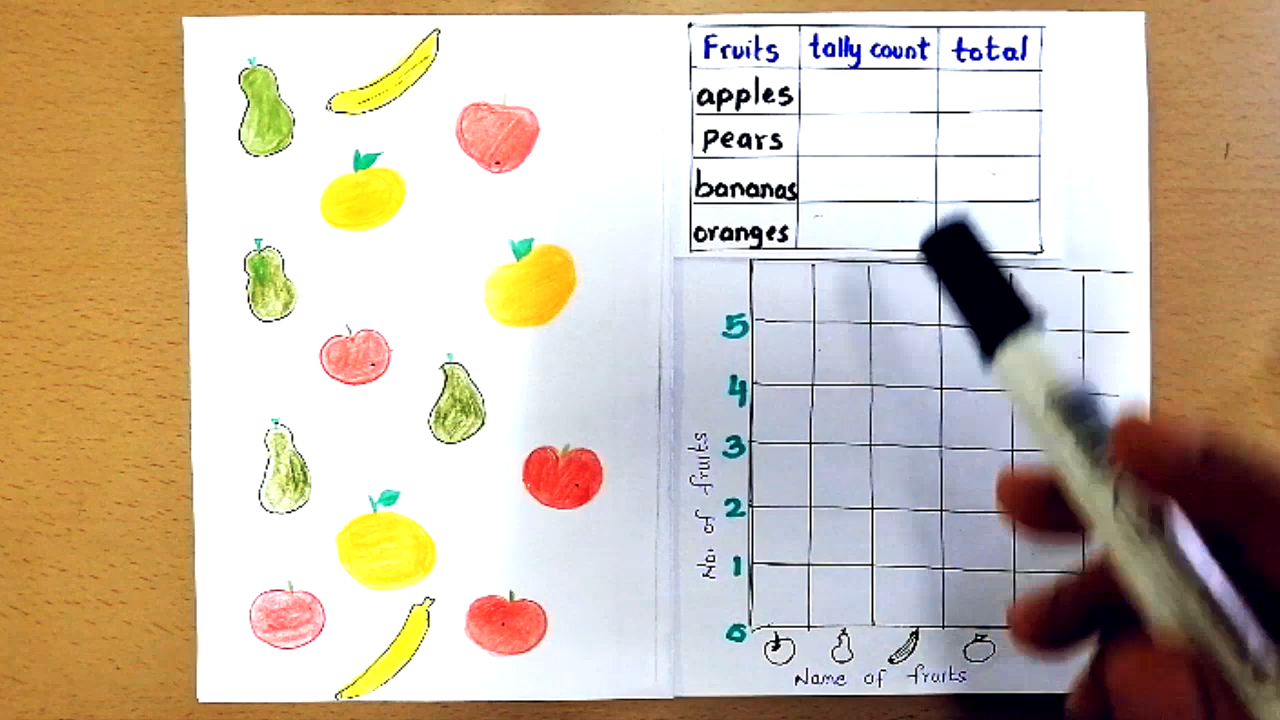 Fruits tally count total
apples
pears
bananas
oranges
5
4
3
2
1
0
No. of fruits
Name of fruits